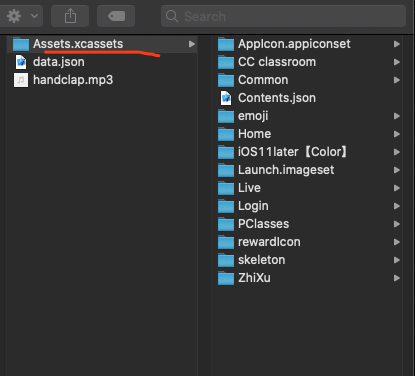 Search
Assets.xcassets
data.json
handclap.mp3
AppIcon.appiconset
CC classroom
Common
Contents.json
emoji
Home
iOS11later【Color】
Launch.imageset
Live
Login
PClasses
rewardIcon
skeleton
ZhiXu